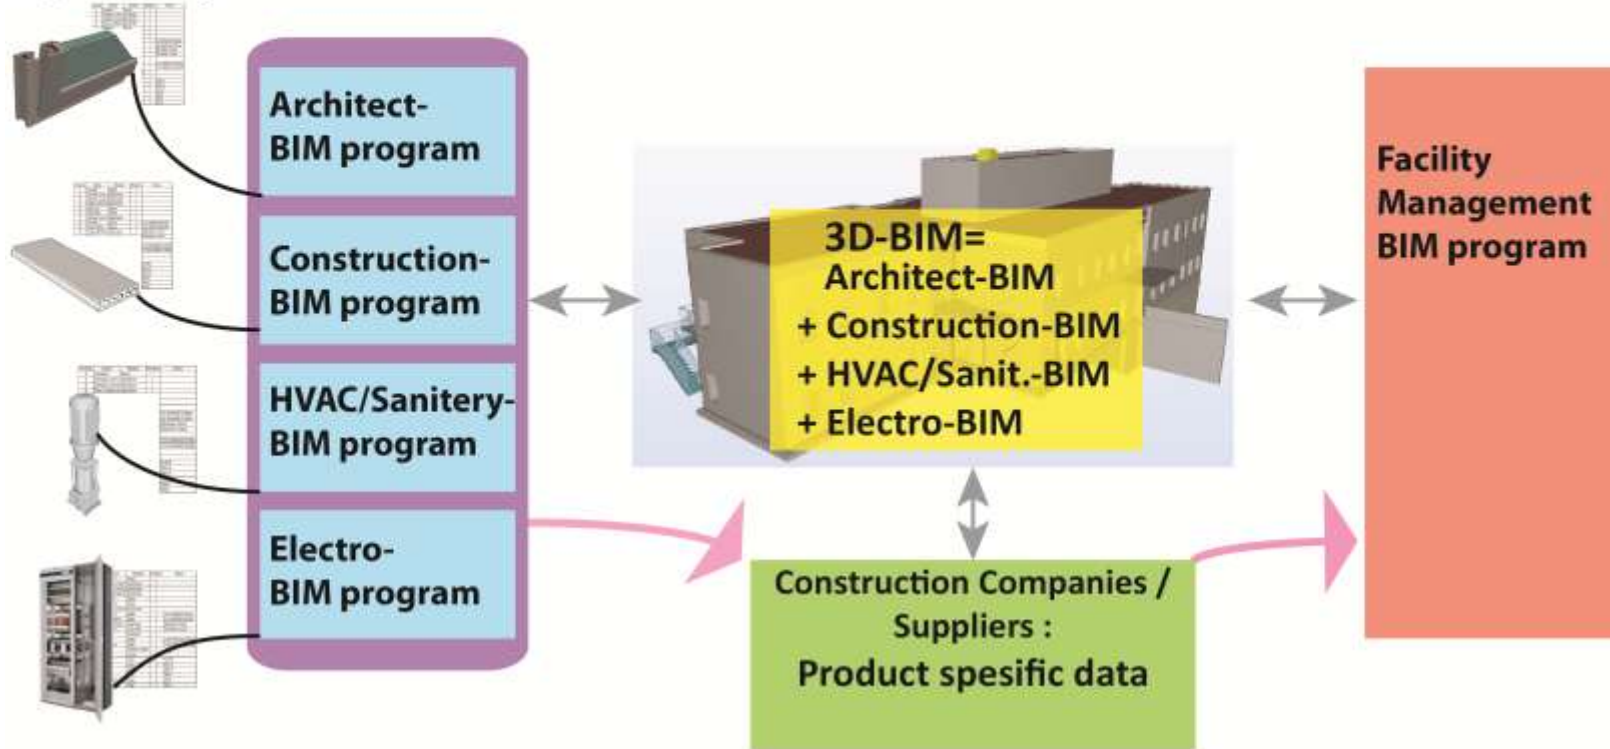 Architect-
BIM program
Construction-
BIM program
HVAC/Sanitery-
BIM program
Electro-
BIM program
3D-BIM=
Architect-BIM
+ Construction-BIM
+ HVAC/Sanit.-BIM
+ Electro-BIM
Construction Companies /
Suppliers :
Product spesific data
Facility
Management
BIM program